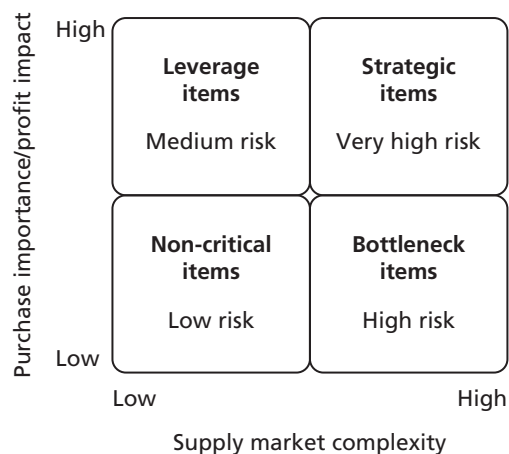 Purchase importance/profit impact
High
Leverage
items
Medium risk
Strategic
items
Very high risk
Non-critical
items
Low risk
Bottleneck
items
High risk
Low
Low
High
Supply market complexity